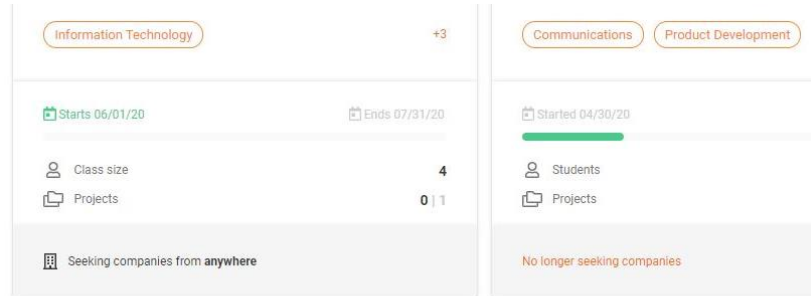 Information Technology +3
Starts 06/01/20 Ends 07/31/20
Class size 4
Projects 0 | 1
Seeking companies from anywhere
Communications Product Development
Started 04/30/20
Students
Projects
No longer seeking companies